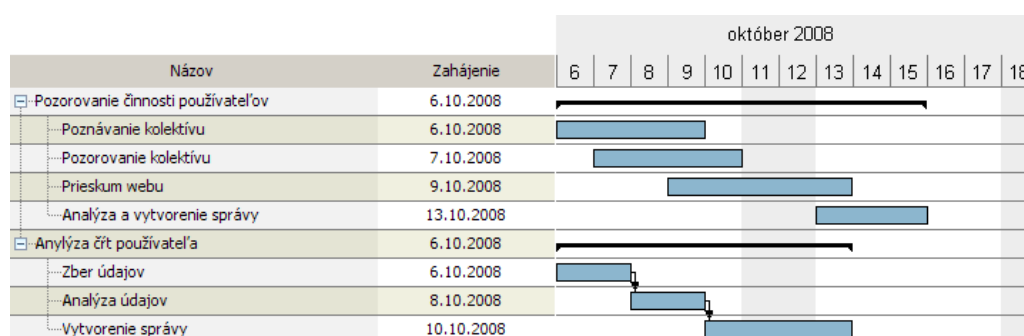 október 2008
Názov Zahájenie 6 7 8 9 10 11 12 13 14 15 16 17 18
Pozorovanie činnosti používateľov 6.10.2008
Poznávanie kolektívu 6.10.2008
Pozorovanie kolektívu 7.10.2008
Prieskum webu 9.10.2008
Analýza a vytvorenie správy 13.10.2008
Anylýza čŕt používateľa 6.10.2008
Zber údajov 6.10.2008
Analýza údajov 8.10.2008
Vytvorenie správy 10.10.2008